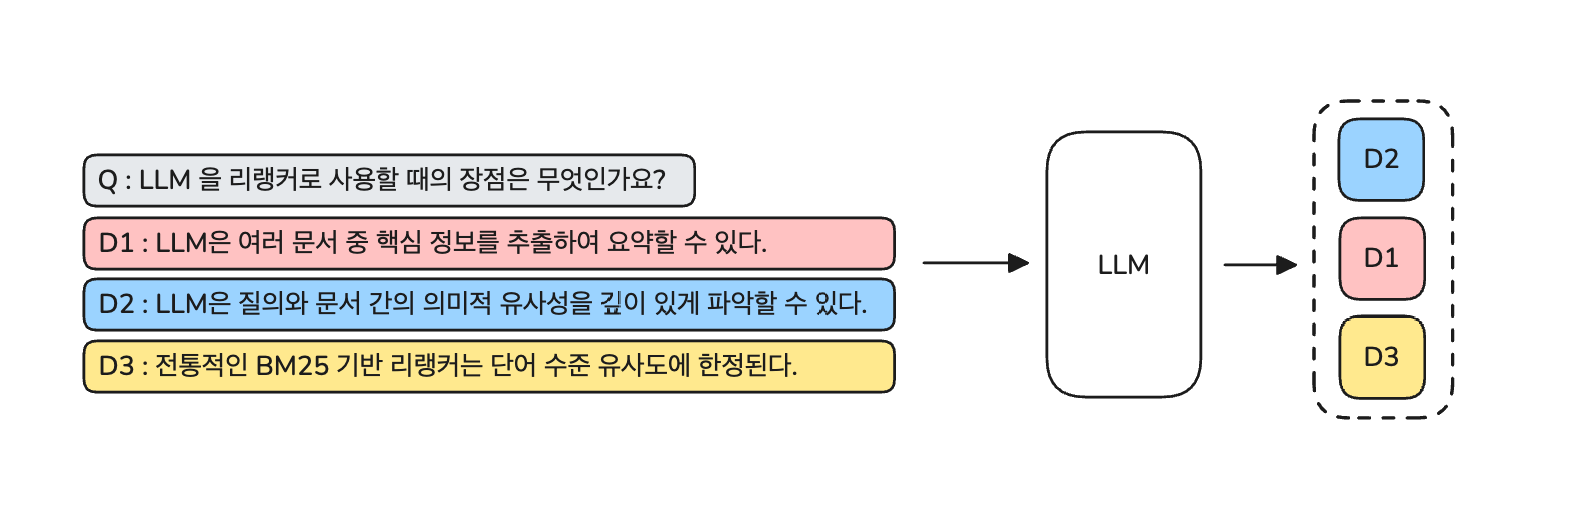 Q : LLM 을 리랭커로 사용할 때의 장점은 무엇인가요?
D1 : LLM은 여러 문서 중 핵심 정보를 추출하여 요약할 수 있다.
D2 : LLM은 질의와 문서 간의 의미적 유사성을 깊이 있게 파악할 수 있다.
D3 : 전통적인 BM25 기반 리랭커는 단어 수준 유사도에 한정된다.
LLM
D2
D1
D3